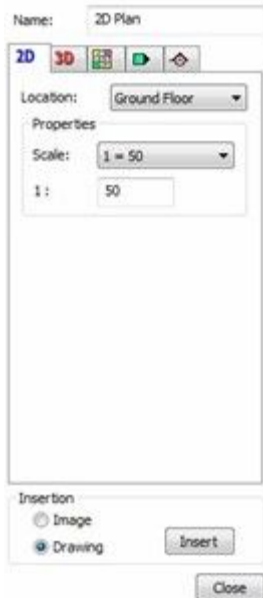 Name: 2D Plan
2D 3D
Location: Ground Floor
Properties
Scale: 1 = 50
1 : 50
Insertion
Image
Drawing Insert
Close